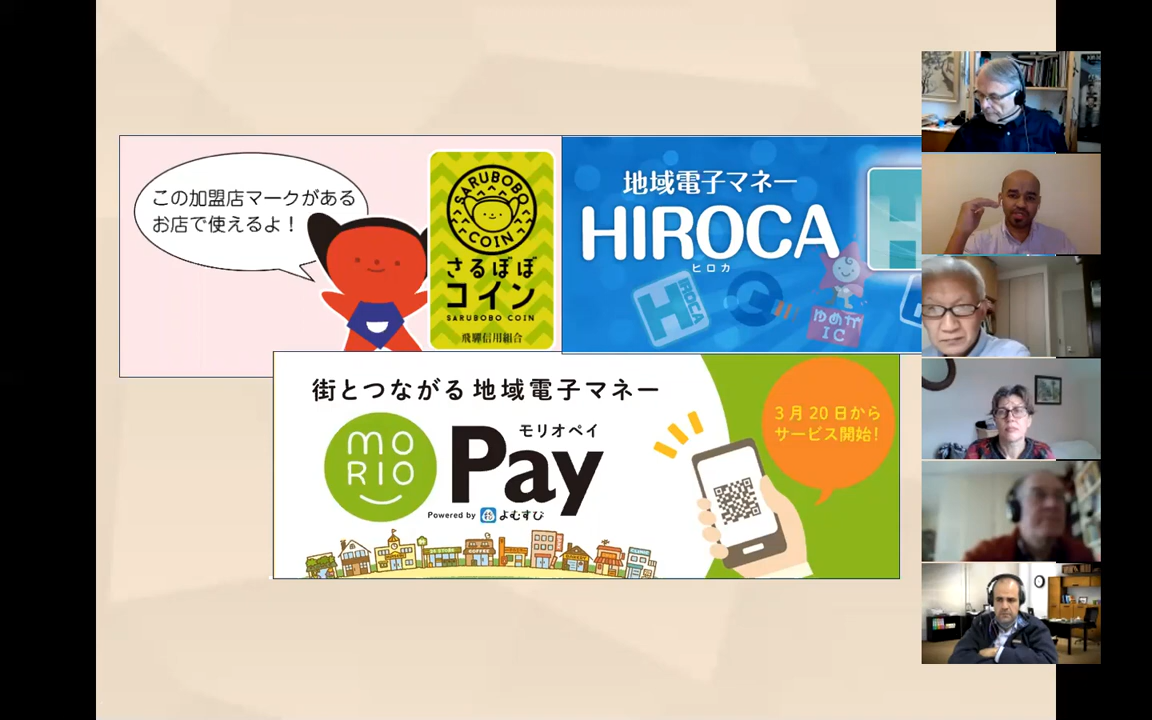 この加盟店マークがある
お店で使えるよ！
SARUBOBO
COIN
さるぼぼ
コイン
SARUBOBO COIN
飛騨信用組合
地域電子マネー
HIROCA
ヒロカ
H
HIROCA
ゆめか
IC
街とつながる 地域電子マネー
MO
RIO
モリオペイ
Pay
Powered by よむすび
3月20日から
サービス開始！
COFFEE